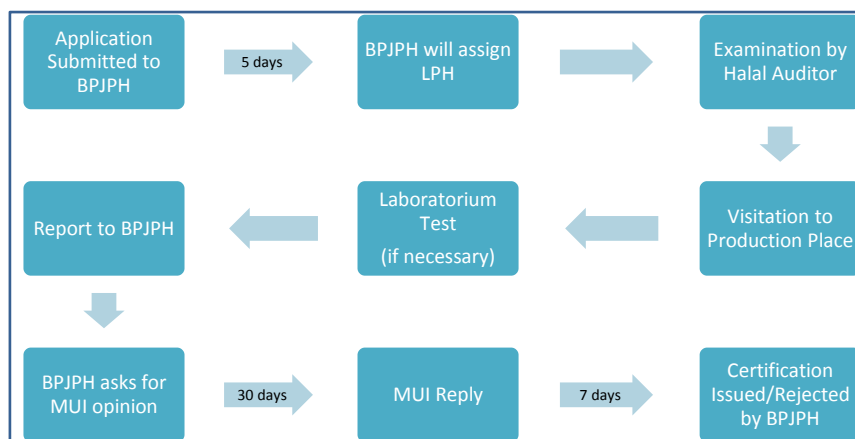 Application
Submitted to
BPJPH
5 days
BPJPH will assign
LPH
Examination by
Halal Auditor
Visitation to
Production Place
Laboratorium
Test
(if necessary)
Report to BPJPH
BPJPH asks for
MUI opinion
30 days
MUI Reply
7 days
Certification
Issued/Rejected
by BPJPH